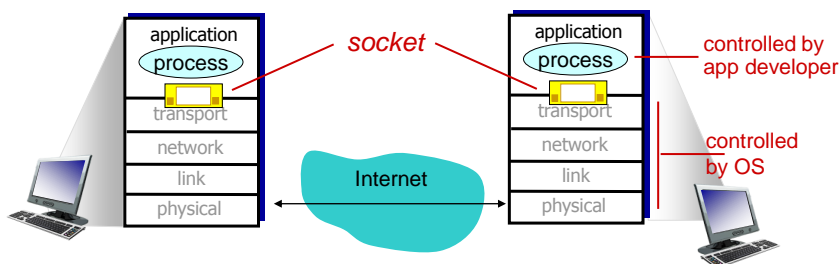 application
process
transport
network
link
physical
socket
Internet
application
process
transport
network
link
physical
controlled by
app developer
controlled
by OS